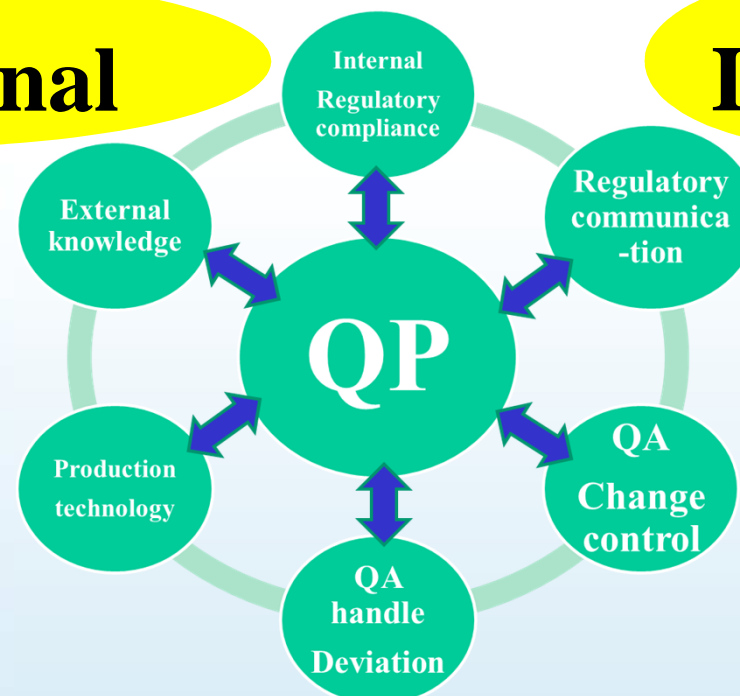 nal
Internal
Regulatory
compliance
Regulatory
communica
-tion
External
knowledge
QP
QA
Change
control
Production
technology
QA
handle
Deviation